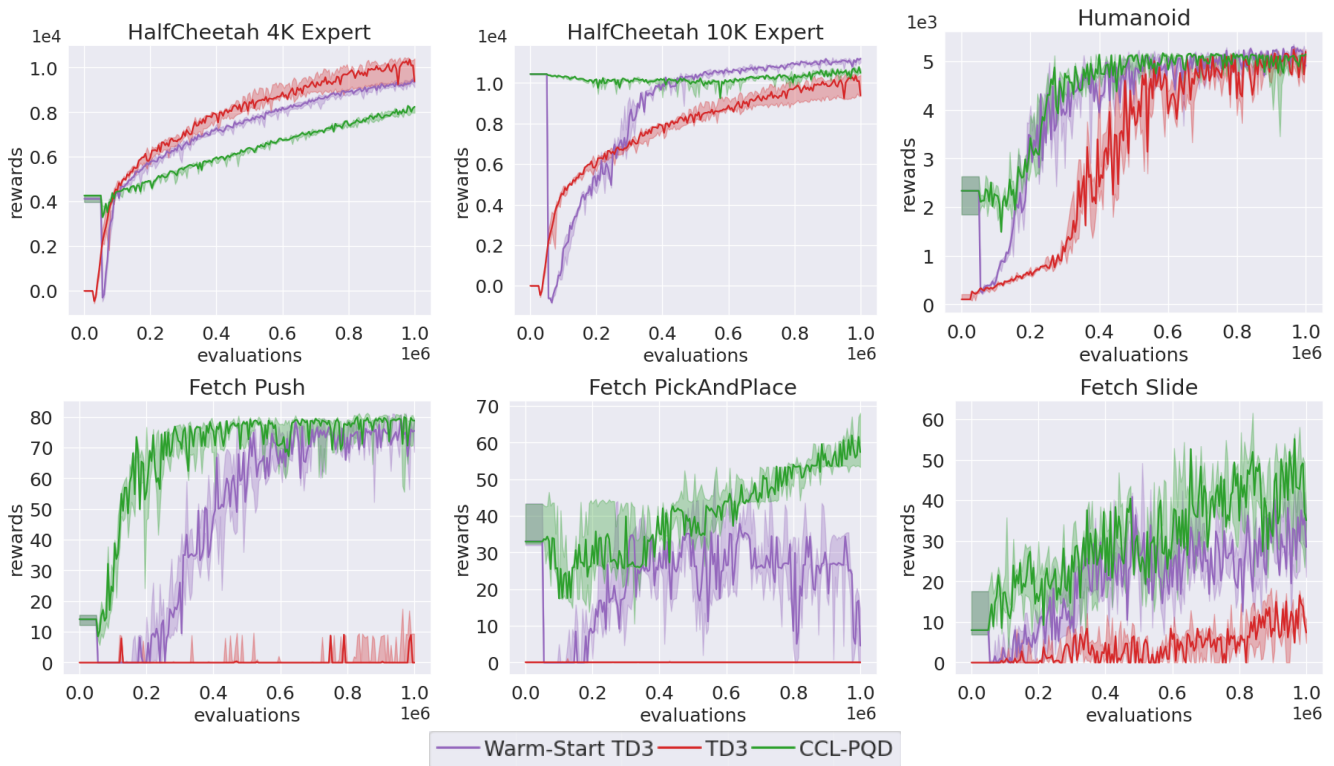 HalfCheetah 4K Expert
1e4
rewards
1.0
0.8
0.6
0.4
0.2
0.0
0.0 0.2 0.4 0.6 0.8 1.0
evaluations
1e6
HalfCheetah 10K Expert
1e4
rewards
1.0
0.8
0.6
0.4
0.2
0.0
0.0 0.2 0.4 0.6 0.8 1.0
evaluations
1e6
Humanoid
1e3
rewards
5
4
3
2
1
0
0.0 0.2 0.4 0.6 0.8 1.0
evaluations
1e6
Fetch Push
rewards
80
70
60
50
40
30
20
10
0
0.0 0.2 0.4 0.6 0.8 1.0
evaluations
1e6
Fetch PickAndPlace
rewards
70
60
50
40
30
20
10
0
0.0 0.2 0.4 0.6 0.8 1.0
evaluations
1e6
Fetch Slide
rewards
60
50
40
30
20
10
0
0.0 0.2 0.4 0.6 0.8 1.0
evaluations
1e6
Warm-Start TD3 TD3 CCL-PQD